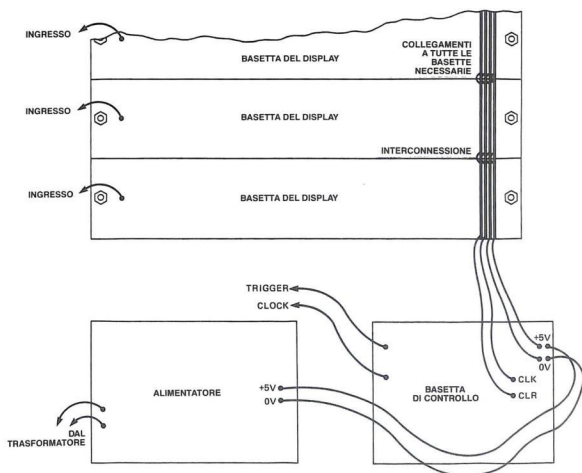 INGRESSO
BASETTA DEL DISPLAY
COLLEGAMENTI
A TUTTE LE
BASETTE
NECESSARIE
INGRESSO
BASETTA DEL DISPLAY
INTERCONNESSIONE
INGRESSO
BASETTA DEL DISPLAY
TRIGGER
CLOCK
ALIMENTATORE
+5V
0V
DAL
TRASFORMATORE
BASETTA
DI CONTROLLO
+5V
0V
CLK
CLR